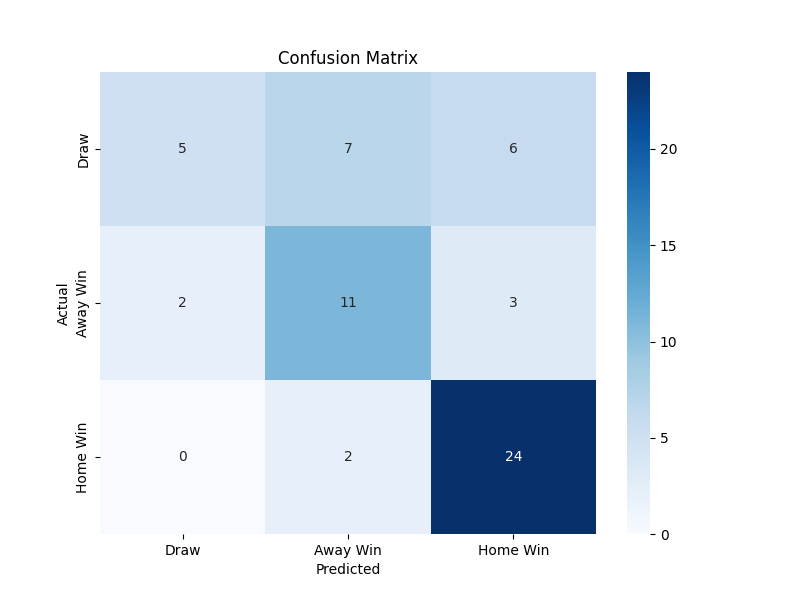 Confusion Matrix
Draw
5 7 6
20
15
Actual
Away Win
2 11 3
10
5
Home Win
0 2 24
0
Draw Away Win Home Win
Predicted